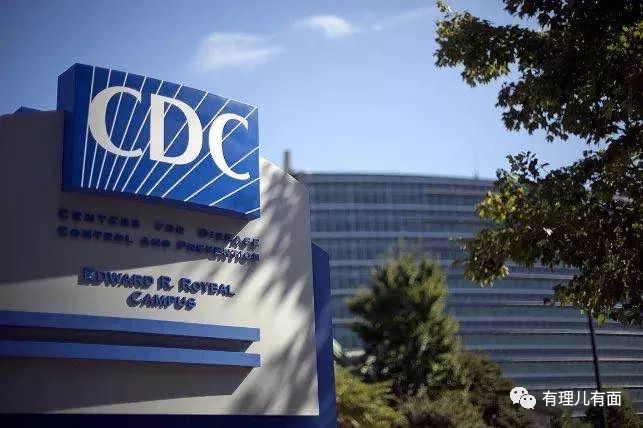 CDC
CENTERS FOR DISEASE
CONTROL AND PREVENTION
EDWARD R. ROYBAL
CAMPUS
有理儿有面